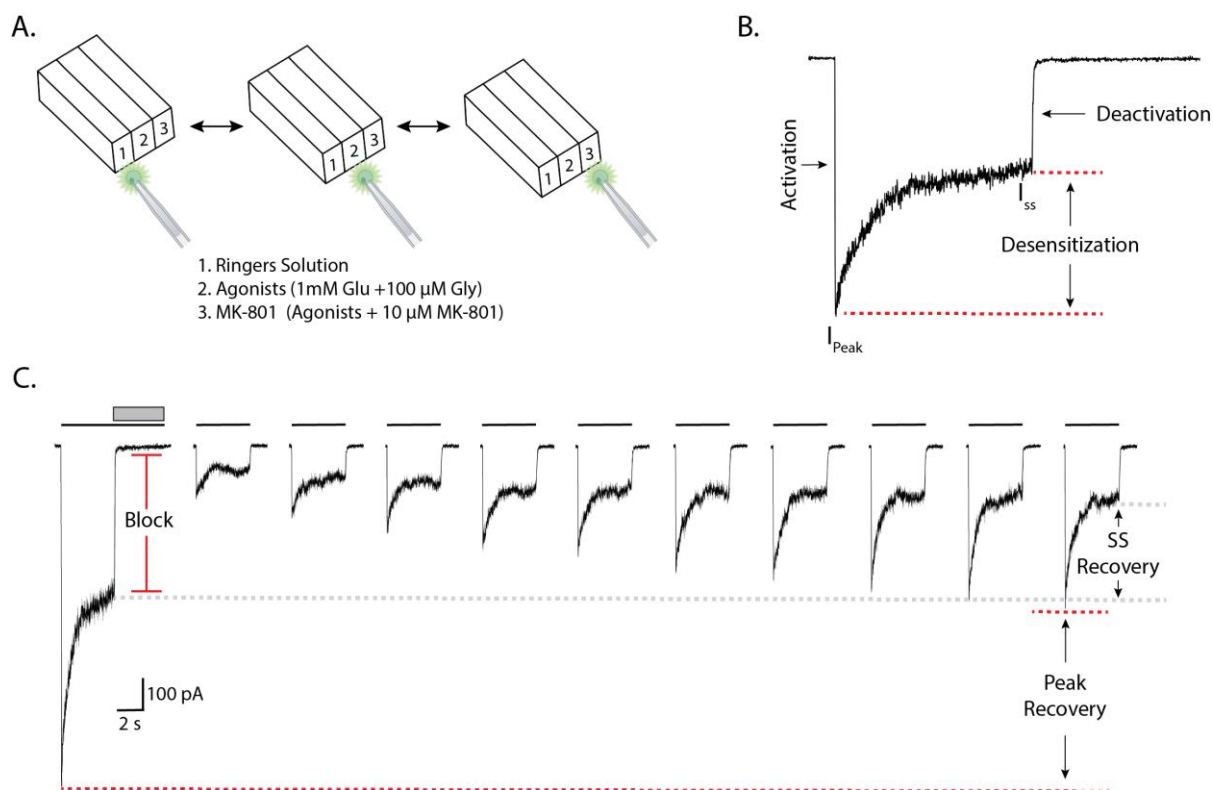 A.
1 2 3
1 2 3
1 2 3
1. Ringers Solution
2. Agonists (1mM Glu +100 μM Gly)
3. MK-801 (Agonists + 10 μM MK-801)
B.
Activation
Deactivation
Iss
Desensitization
IPeak
C.
Block
SS
Recovery
100 pA
2 s
Peak
Recovery